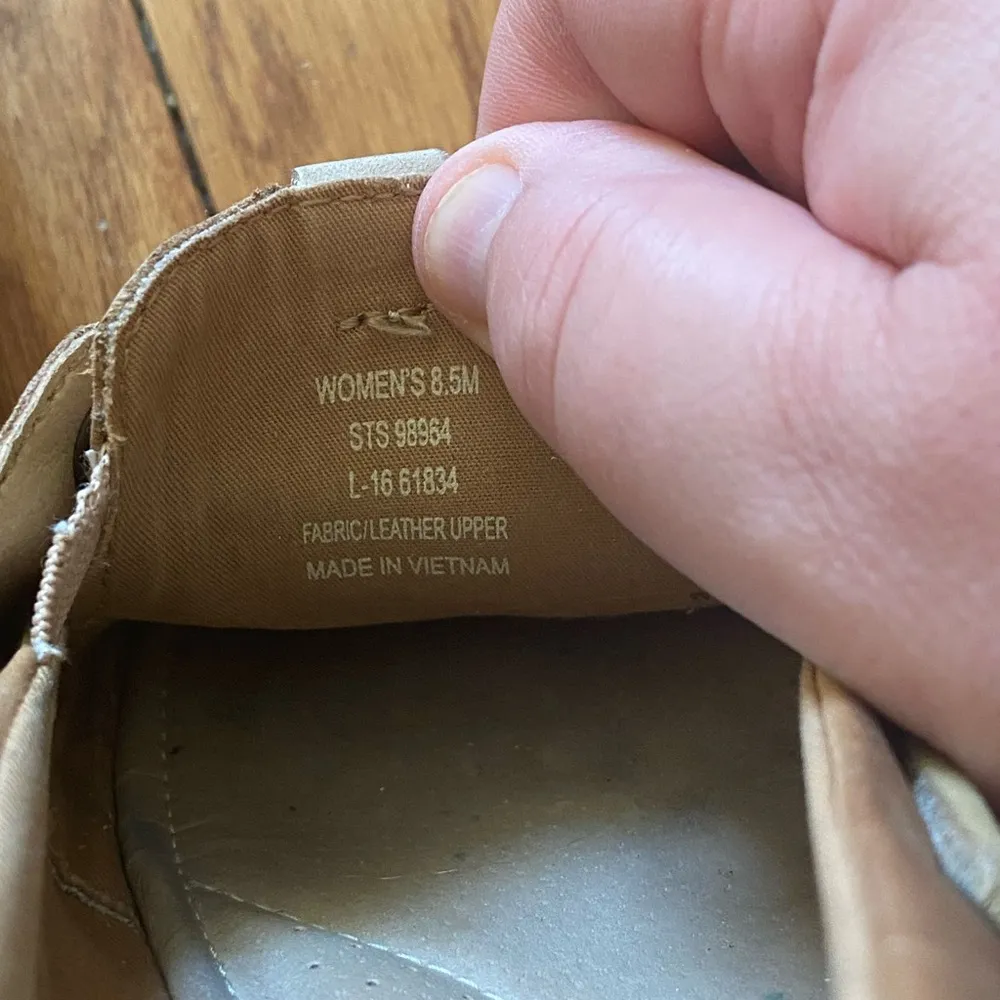 WOMEN'S 8.5M
STS 98964
L-16 61834
FABRIC/LEATHER UPPER
MADE IN VIETNAM